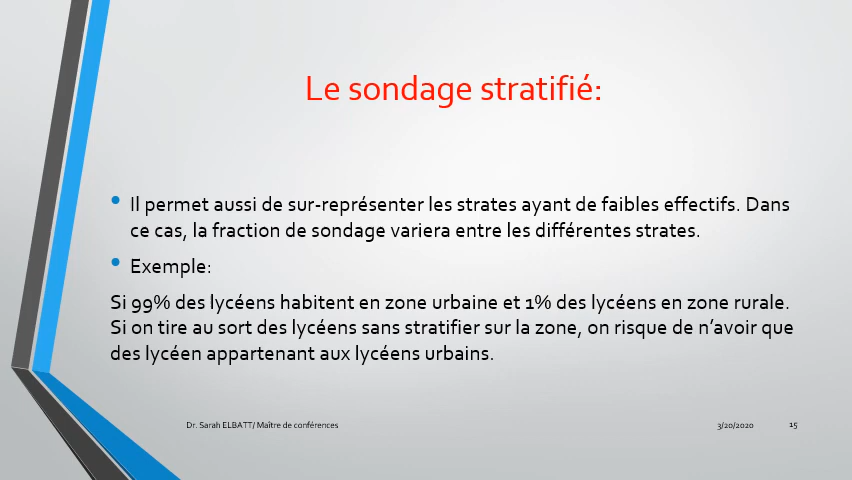 Le sondage stratifié:
• Il permet aussi de sur-représenter les strates ayant de faibles effectifs. Dans
ce cas, la fraction de sondage variera entre les différentes strates.
• Exemple:
Si 99% des lycéens habitent en zone urbaine et 1% des lycéens en zone rurale.
Si on tire au sort des lycéens sans stratifier sur la zone, on risque de n’avoir que
des lycéen appartenant aux lycéens urbains.
Dr. Sarah ELBATT/ Maître de conférences
3/20/2020
15